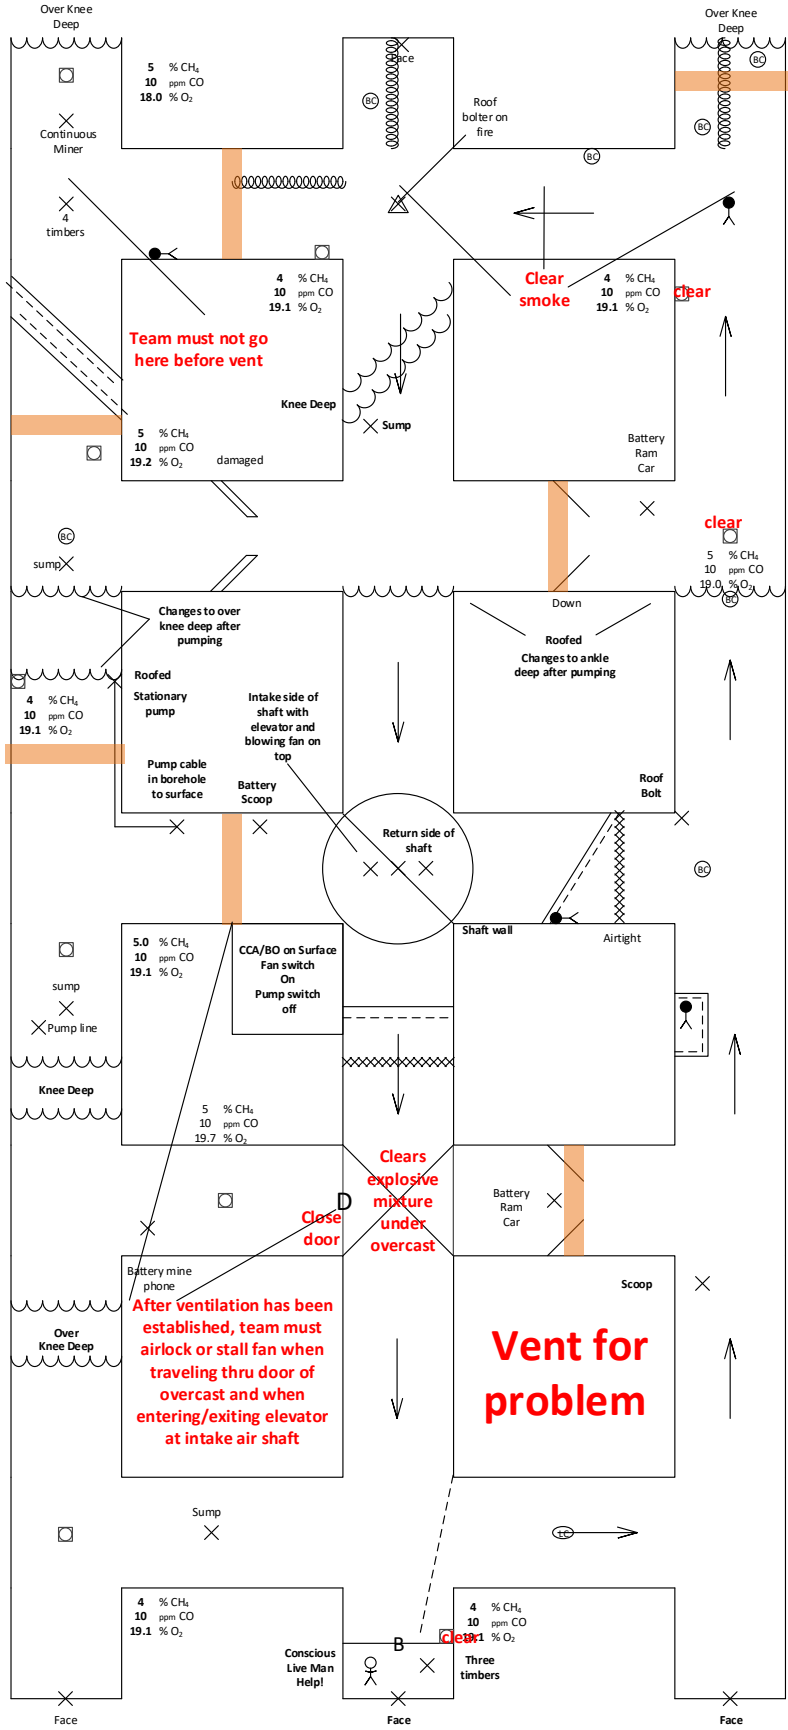 Over Knee
Deep
Over Knee
Deep
5 % CH₄
10 ppm CO
18.0 % O₂
Face
BC
BC
BC
BC
Continuous
Miner
Roof
bolter on
fire
4
timbers
4 % CH₄
10 ppm CO
19.1 % O₂
Clear
smoke
4 % CH₄
10 ppm CO
19.1 % O₂
clear
Team must not go
here before vent
Knee Deep
Sump
5 % CH₄
10 ppm CO
19.2 % O₂
damaged
Battery
Ram
Car
clear
BC
5 % CH₄
10 ppm CO
19.0 % O₂
sump
BC
Down
Changes to over
knee deep after
pumping
Roofed
Changes to ankle
deep after pumping
Roofed
Stationary
pump
4 % CH₄
10 ppm CO
19.1 % O₂
Intake side of
shaft with
elevator and
blowing fan on
top
Pump cable
in borehole
to surface
Battery
Scoop
Roof
Bolt
Return side of
shaft
BC
Shaft wall
Airtight
5.0 % CH₄
10 ppm CO
19.1 % O₂
CCA/BO on Surface
Fan switch
On
Pump switch
off
sump
Pump line
Knee Deep
5 % CH₄
10 ppm CO
19.7 % O₂
Clears
explosive
mixture
under
overcast
D
Close
door
Battery
Ram
Car
Battery mine
phone
Scoop
After ventilation has been
established, team must
airlock or stall fan when
traveling thru door of
overcast and when
entering/exiting elevator
at intake air shaft
Over
Knee Deep
Vent for
problem
Sump
LC
4 % CH₄
10 ppm CO
19.1 % O₂
4 % CH₄
10 ppm CO
19.1 % O₂
clear
B
Conscious
Live Man
Help!
Three
timbers
Face
Face
Face